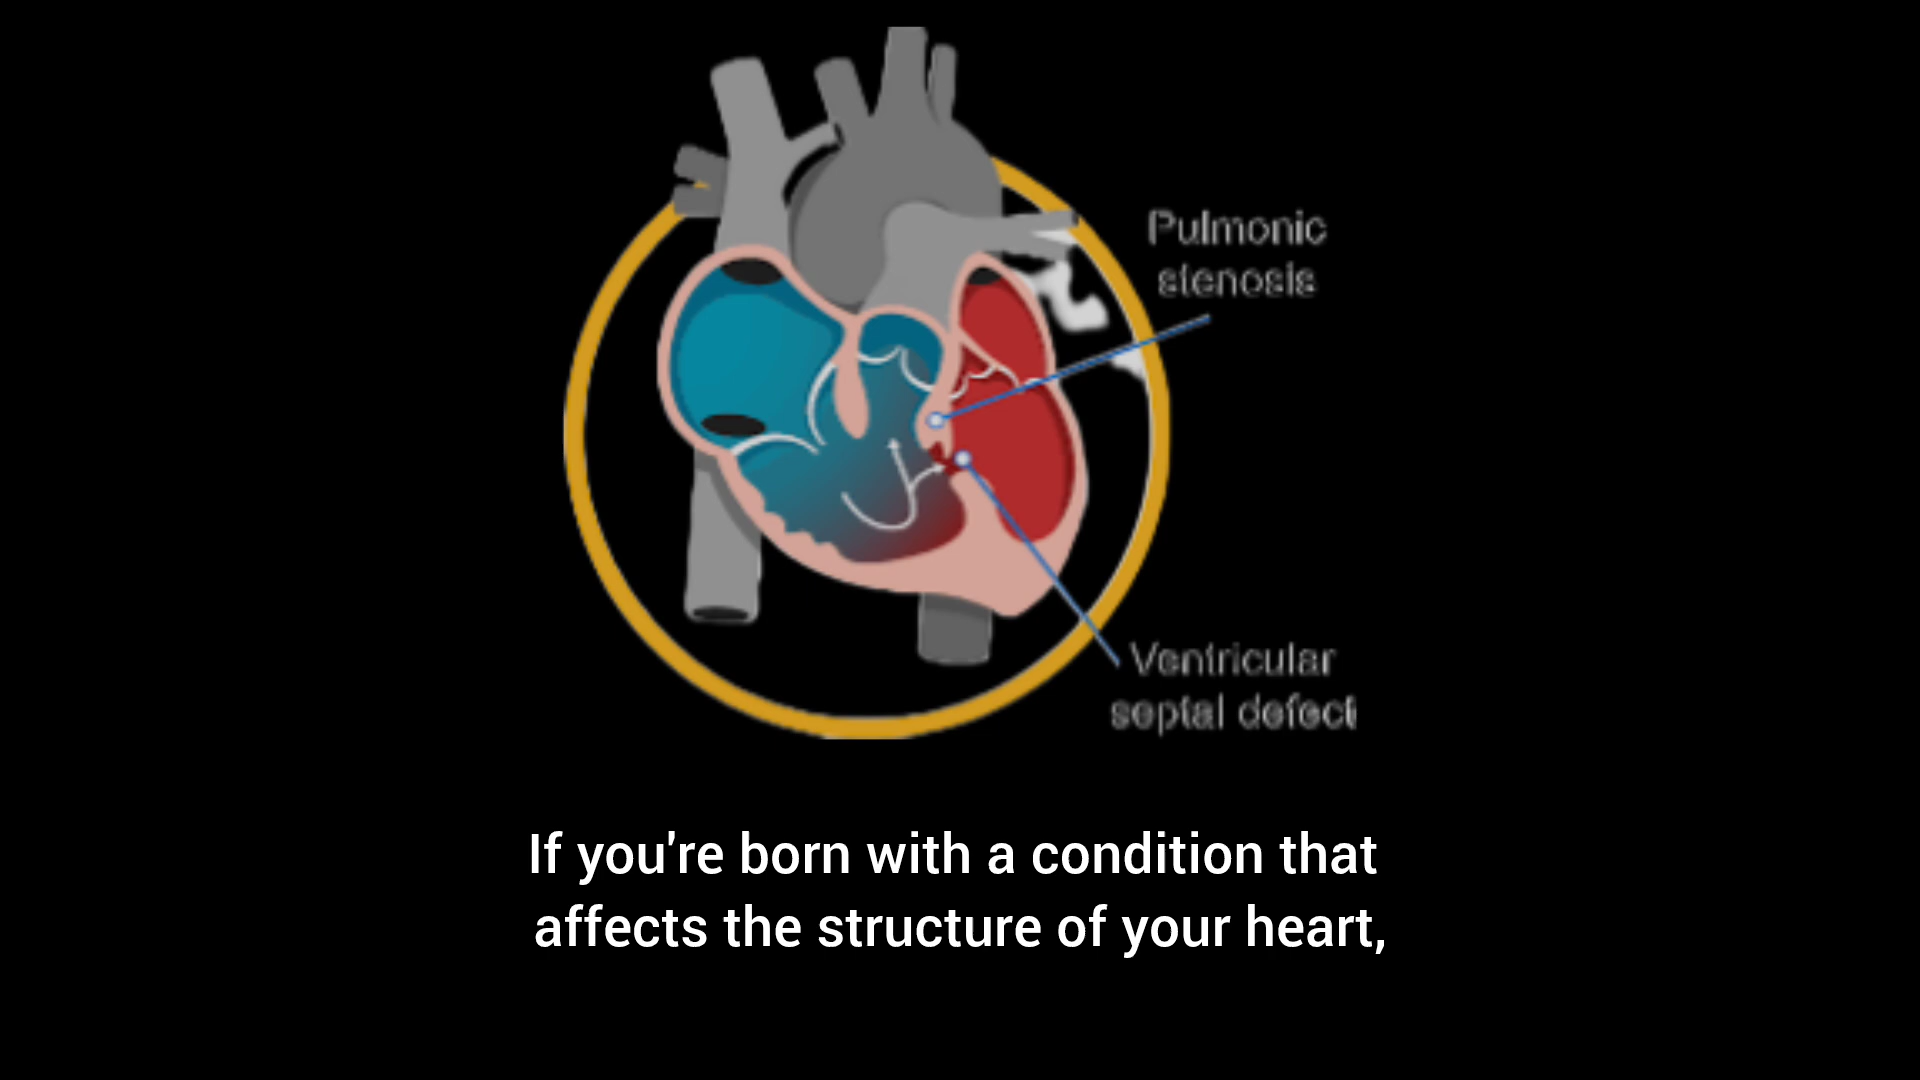 Pulmonic
stenosis
Ventricular
septal defect
If you're born with a condition that
affects the structure of your heart,